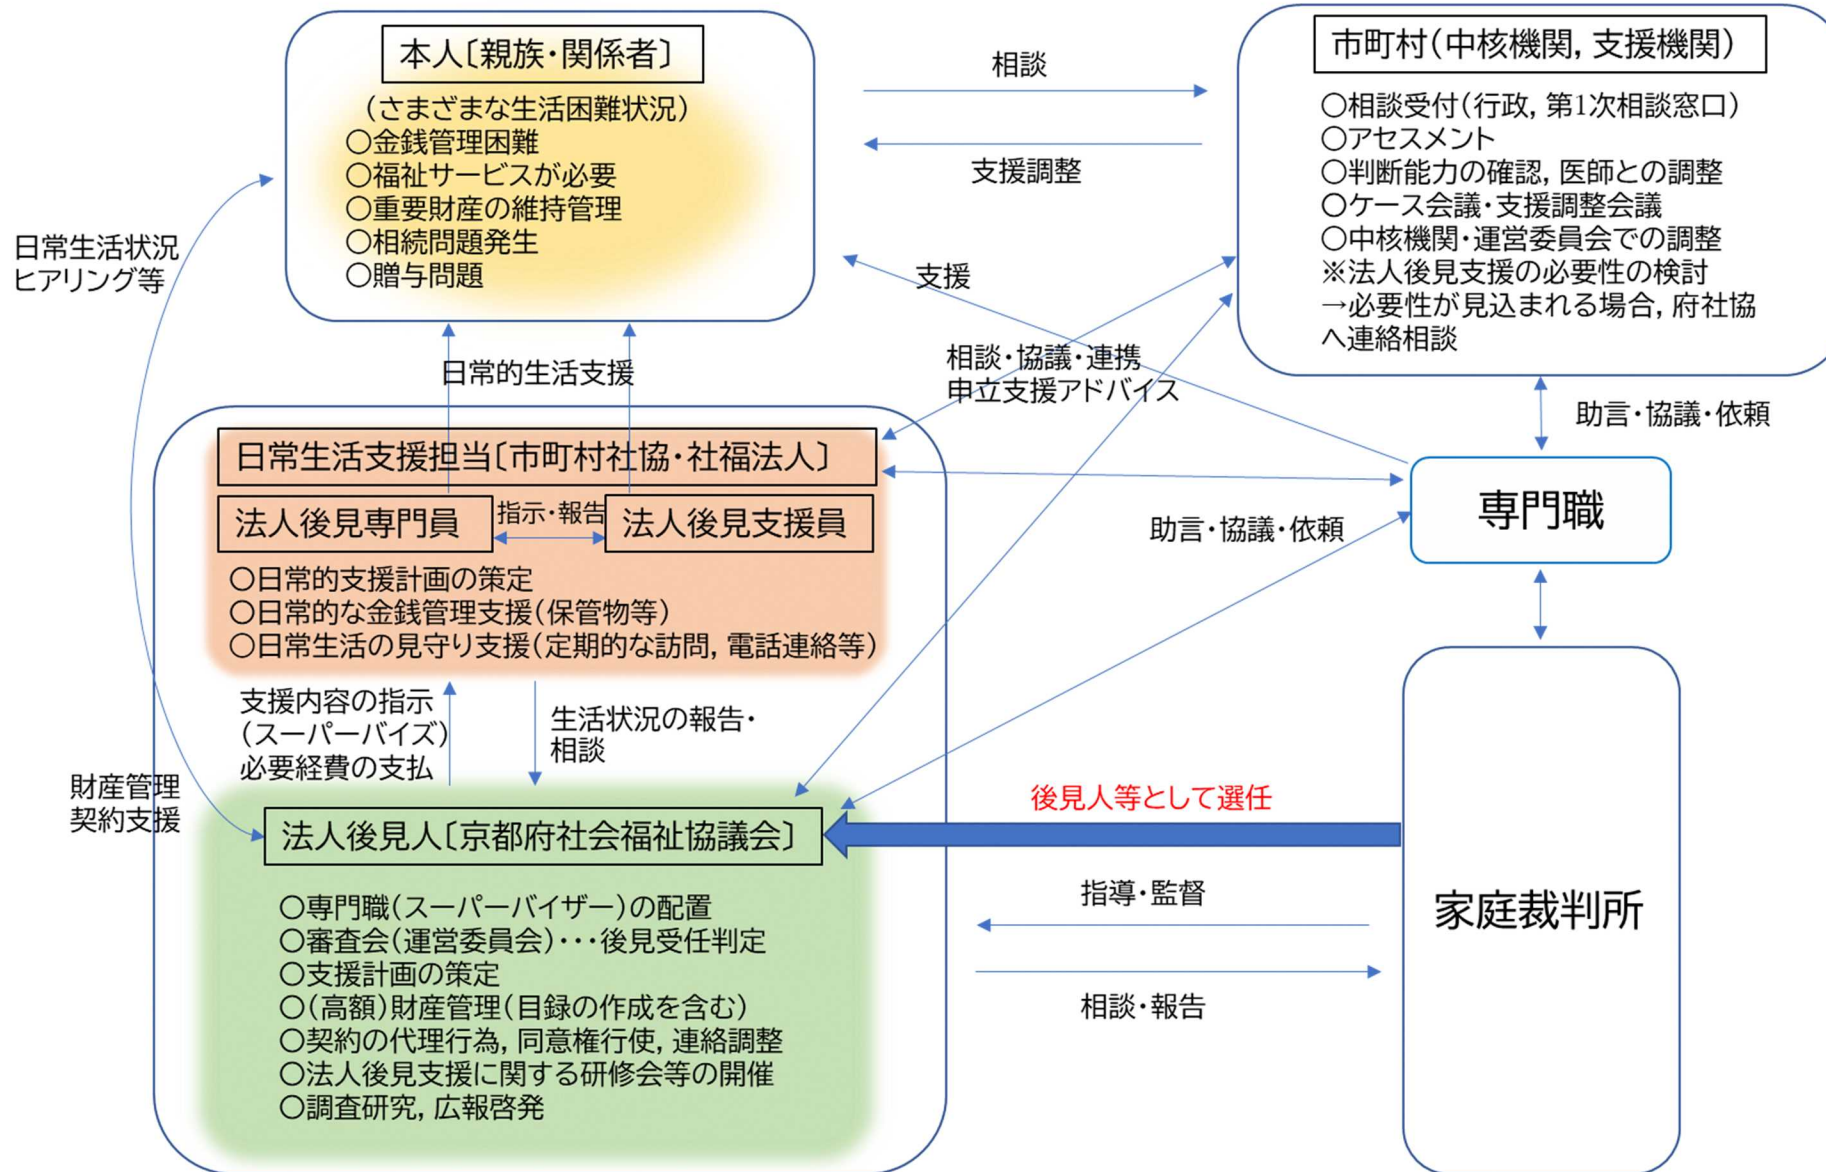 本人〔親族・関係者〕
(さまざまな生活困難状況)
○金銭管理困難
○福祉サービスが必要
○重要財産の維持管理
○相続問題発生
○贈与問題
相談
支援調整
市町村(中核機関, 支援機関)
○相談受付(行政, 第1次相談窓口)
○アセスメント
○判断能力の確認, 医師との調整
○ケース会議・支援調整会議
○中核機関・運営委員会での調整
※法人後見支援の必要性の検討
→必要性が見込まれる場合, 府社協
へ連絡相談
日常生活状況
ヒアリング等
支援
日常的生活支援
相談・協議・連携
申立支援アドバイス
助言・協議・依頼
日常生活支援担当〔市町村社協・社福法人〕
法人後見専門員
指示・報告
法人後見支援員
○日常的支援計画の策定
○日常的な金銭管理支援(保管物等)
○日常生活の見守り支援(定期的な訪問, 電話連絡等)
専門職
助言・協議・依頼
支援内容の指示
(スーパーバイズ)
必要経費の支払
生活状況の報告・
相談
財産管理
契約支援
法人後見人〔京都府社会福祉協議会〕
○専門職(スーパーバイザー)の配置
○審査会(運営委員会)・・・後見受任判定
○支援計画の策定
○(高額)財産管理(目録の作成を含む)
○契約の代理行為, 同意権行使, 連絡調整
○法人後見支援に関する研修会等の開催
○調査研究, 広報啓発
後見人等として選任
指導・監督
相談・報告
家庭裁判所